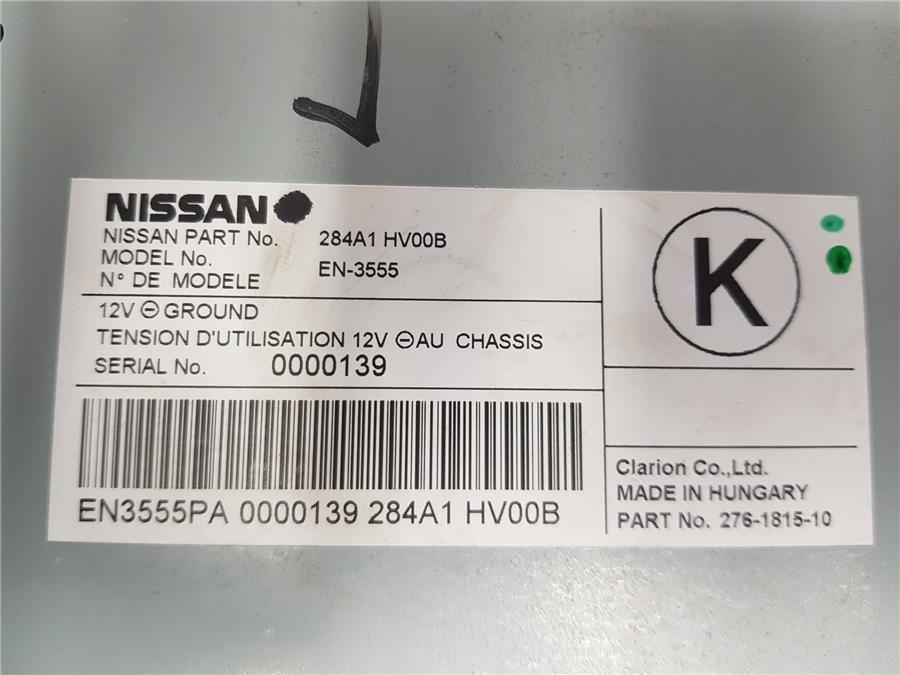 NISSAN
NISSAN PART No. 284A1 HV00B
MODEL No.
N° DE MODELE EN-3555
12V ⊖ GROUND
TENSION D'UTILISATION 12V ⊖ AU CHASSIS
SERIAL No. 0000139
EN3555PA 0000139 284A1 HV00B
K
Clarion Co.,Ltd.
MADE IN HUNGARY
PART No. 276-1815-10